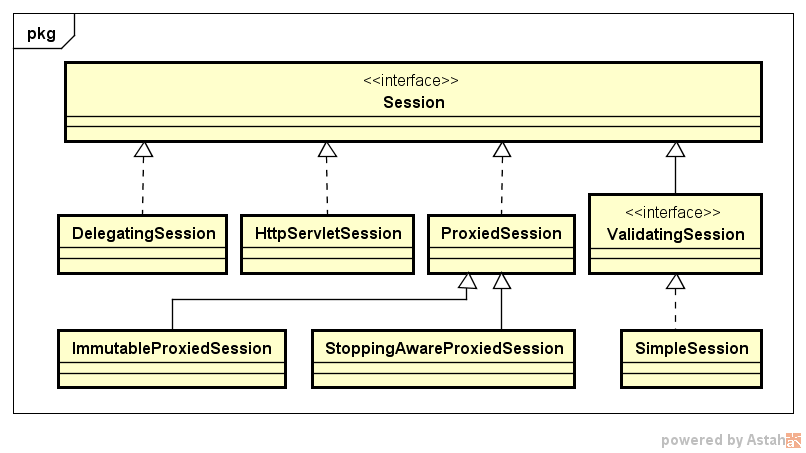 pkg
<<interface>>
Session
DelegatingSession
HttpServletSession
ProxiedSession
<<interface>>
ValidatingSession
ImmutableProxiedSession
StoppingAwareProxiedSession
SimpleSession
powered by Astah